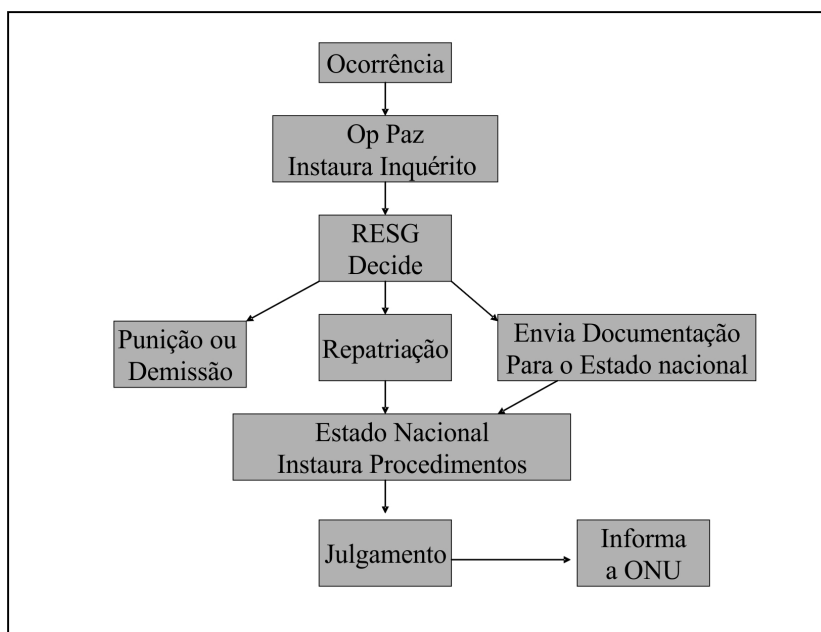 Ocorrência
Op Paz
Instaura Inquérito
RESG
Decide
Punição ou
Demissão
Repatriação
Envia Documentação
Para o Estado nacional
Estado Nacional
Instaura Procedimentos
Julgamento
Informa
a ONU